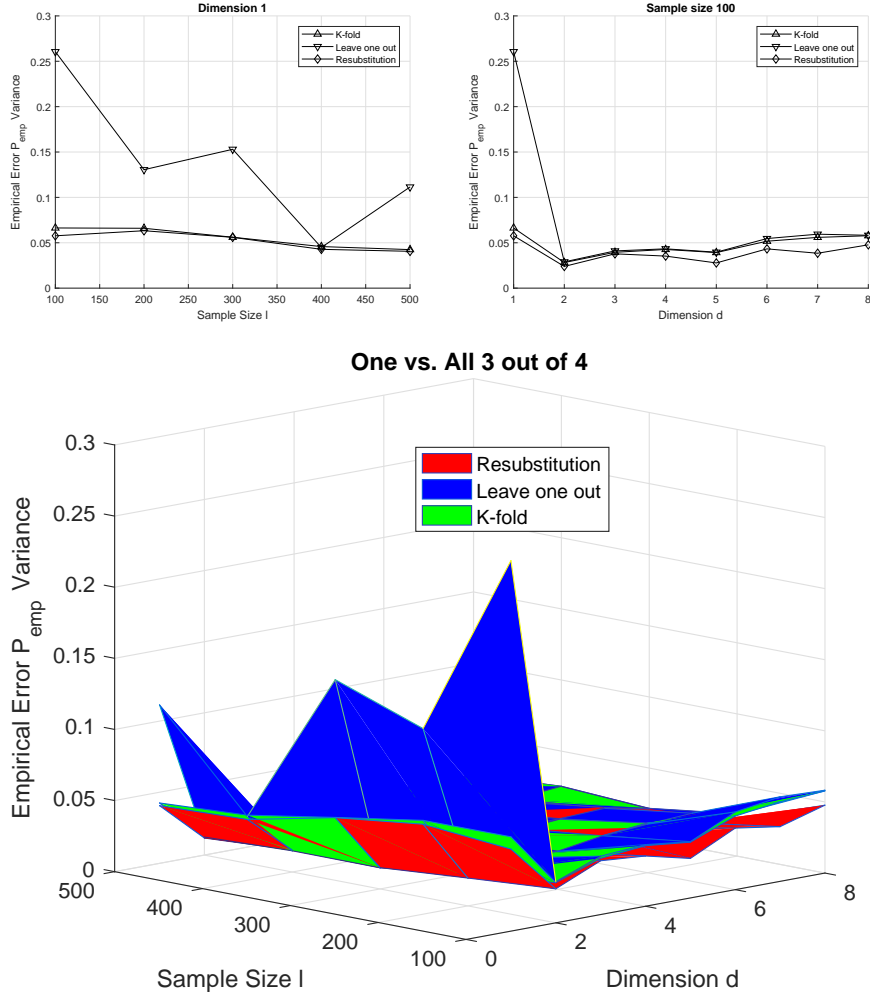 Dimension 1
0.3
0.25
0.2
0.15
0.1
0.05
0
Empirical Error P_emp Variance
100 150 200 250 300 350 400 450 500
Sample Size l
K-fold
Leave one out
Resubstitution
Sample size 100
0.3
0.25
0.2
0.15
0.1
0.05
0
Empirical Error P_emp Variance
1 2 3 4 5 6 7 8
Dimension d
K-fold
Leave one out
Resubstitution
One vs. All 3 out of 4
0.3
0.25
0.2
0.15
0.1
0.05
0
Empirical Error P_emp Variance
Resubstitution
Leave one out
K-fold
500
400
300
200
100
Sample Size l
0
2
4
6
8
Dimension d